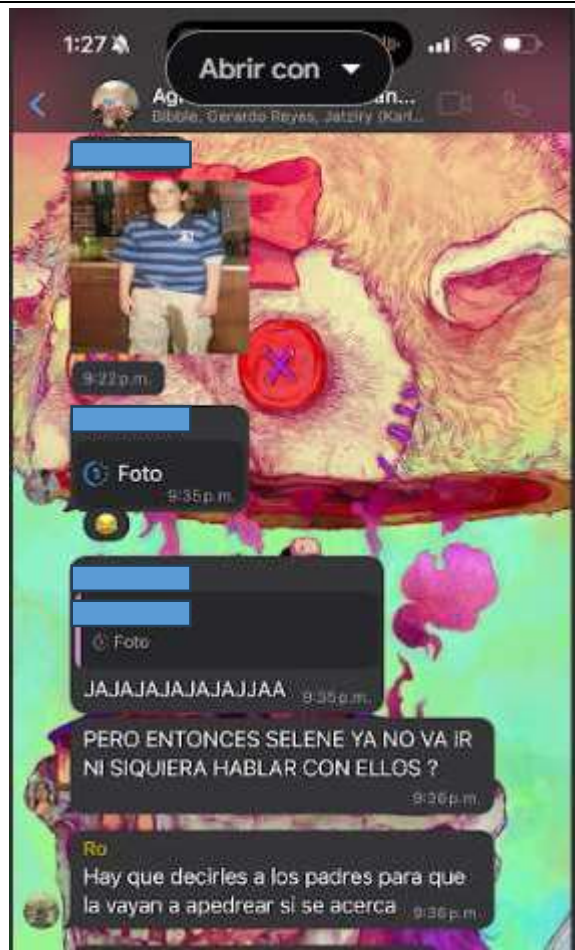 1:27
Abrir con
Bibble, Gerardo Reyes, Jatziry (Karl...
9:22 p.m.
Foto
9:35 p.m.
Foto
JAJAJAJAJAJAJJAA 9:35 p.m.
PERO ENTONCES SELENE YA NO VA IR
NI SIQUIERA HABLAR CON ELLOS ?
9:36 p.m.
Ro
Hay que decirles a los padres para que
la vayan a apedrear si se acerca 9:36 p.m.